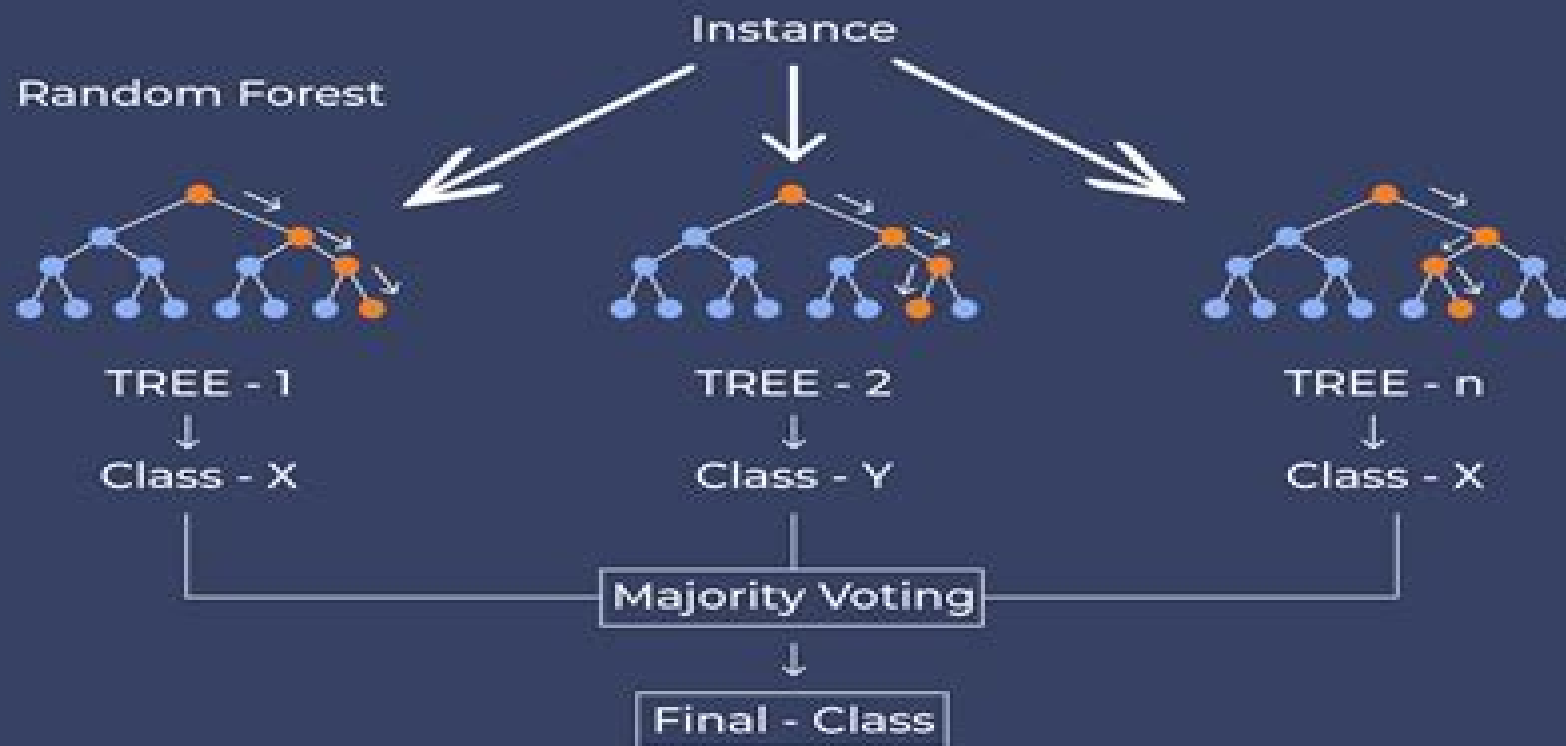 Instance
Random Forest
TREE - 1
TREE - 2
TREE - n
Class - X
Class - Y
Class - X
Majority Voting
Final - Class